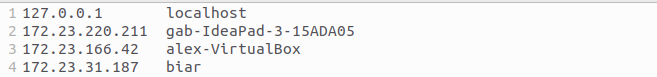 1 127.0.0.1 localhost
2 172.23.220.211 gab-IdeaPad-3-15ADA05
3 172.23.166.42 alex-VirtualBox
4 172.23.31.187 biar